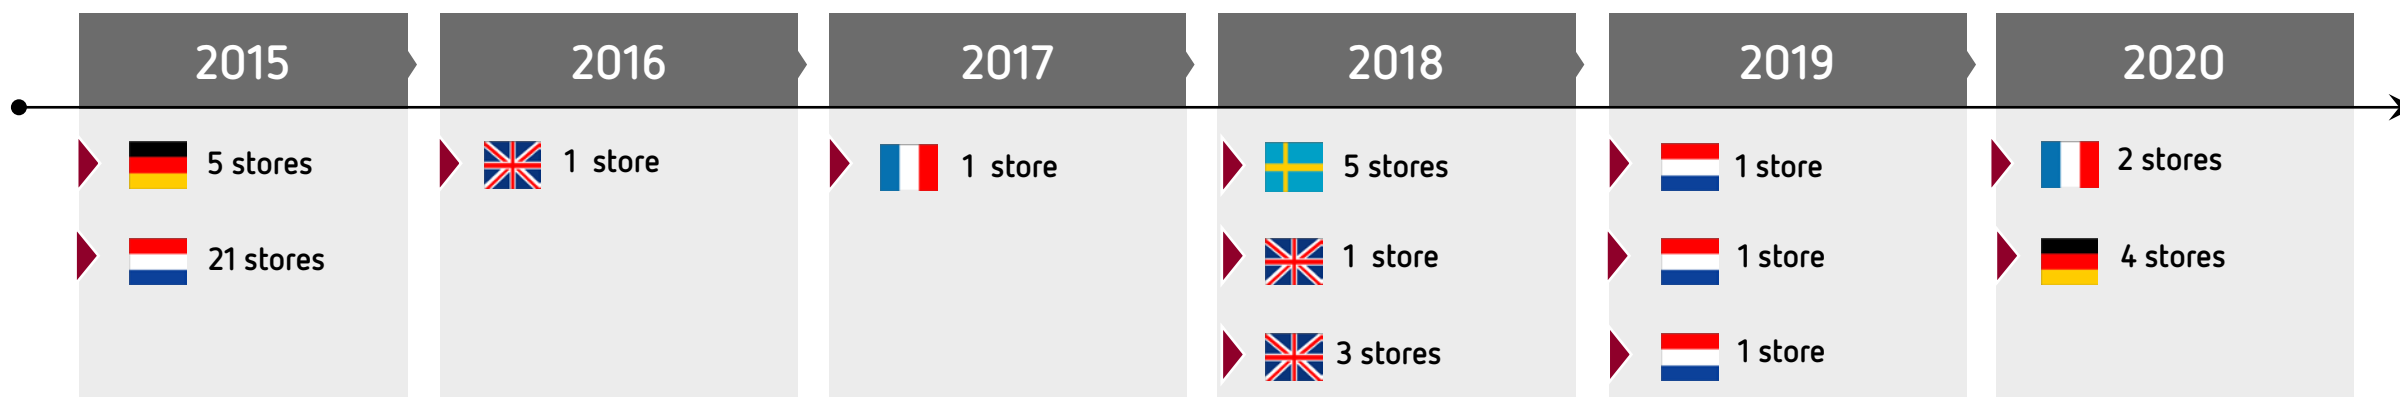 2015
2016
2017
2018
2019
2020
5 stores
21 stores
1 store
1 store
5 stores
1 store
3 stores
1 store
1 store
1 store
2 stores
4 stores